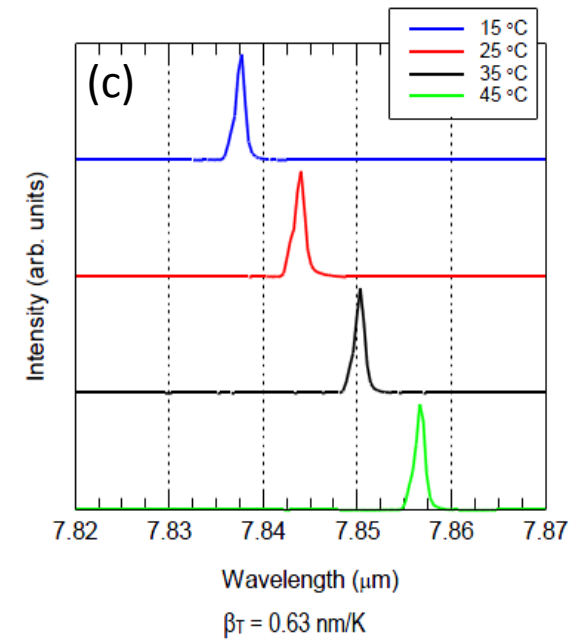 (c)
15 °C
25 °C
35 °C
45 °C
Intensity (arb. units)
7.82 7.83 7.84 7.85 7.86 7.87
Wavelength (μm)
β_T = 0.63 nm/K